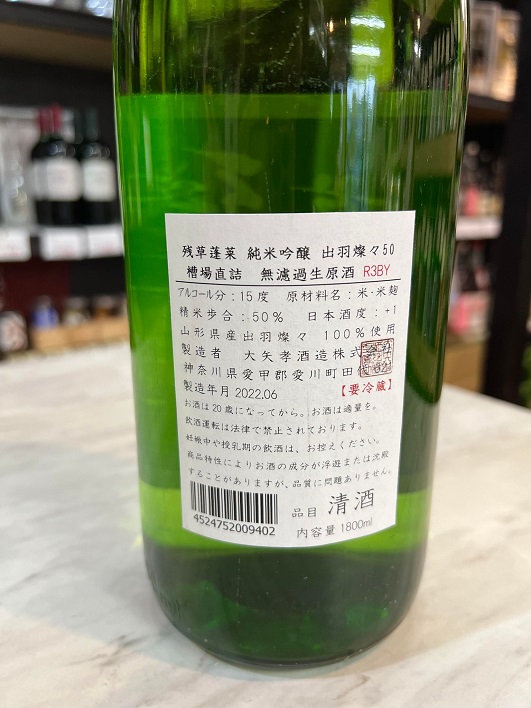 残草蓬莱 純米吟醸 出羽燦々50
槽場直詰 無濾過生原酒 R3BY
アルコール分：15度 原材料名：米・米麹
精米歩合：50% 日本酒度：+1
山形県産出羽燦々 100%使用
製造者 大矢孝酒造株式会社
神奈川県愛甲郡愛川町田代
製造年月 2022.06 【要冷蔵】
お酒は20歳になってから。お酒は適量を。
飲酒運転は法律で禁止されております。
妊娠中や授乳期の飲酒は、お控えください。
商品特性によりお酒の成分が浮遊または沈殿
することがありますが、品質に問題ありません。
4524752009402
品目 清酒
内容量1800ml